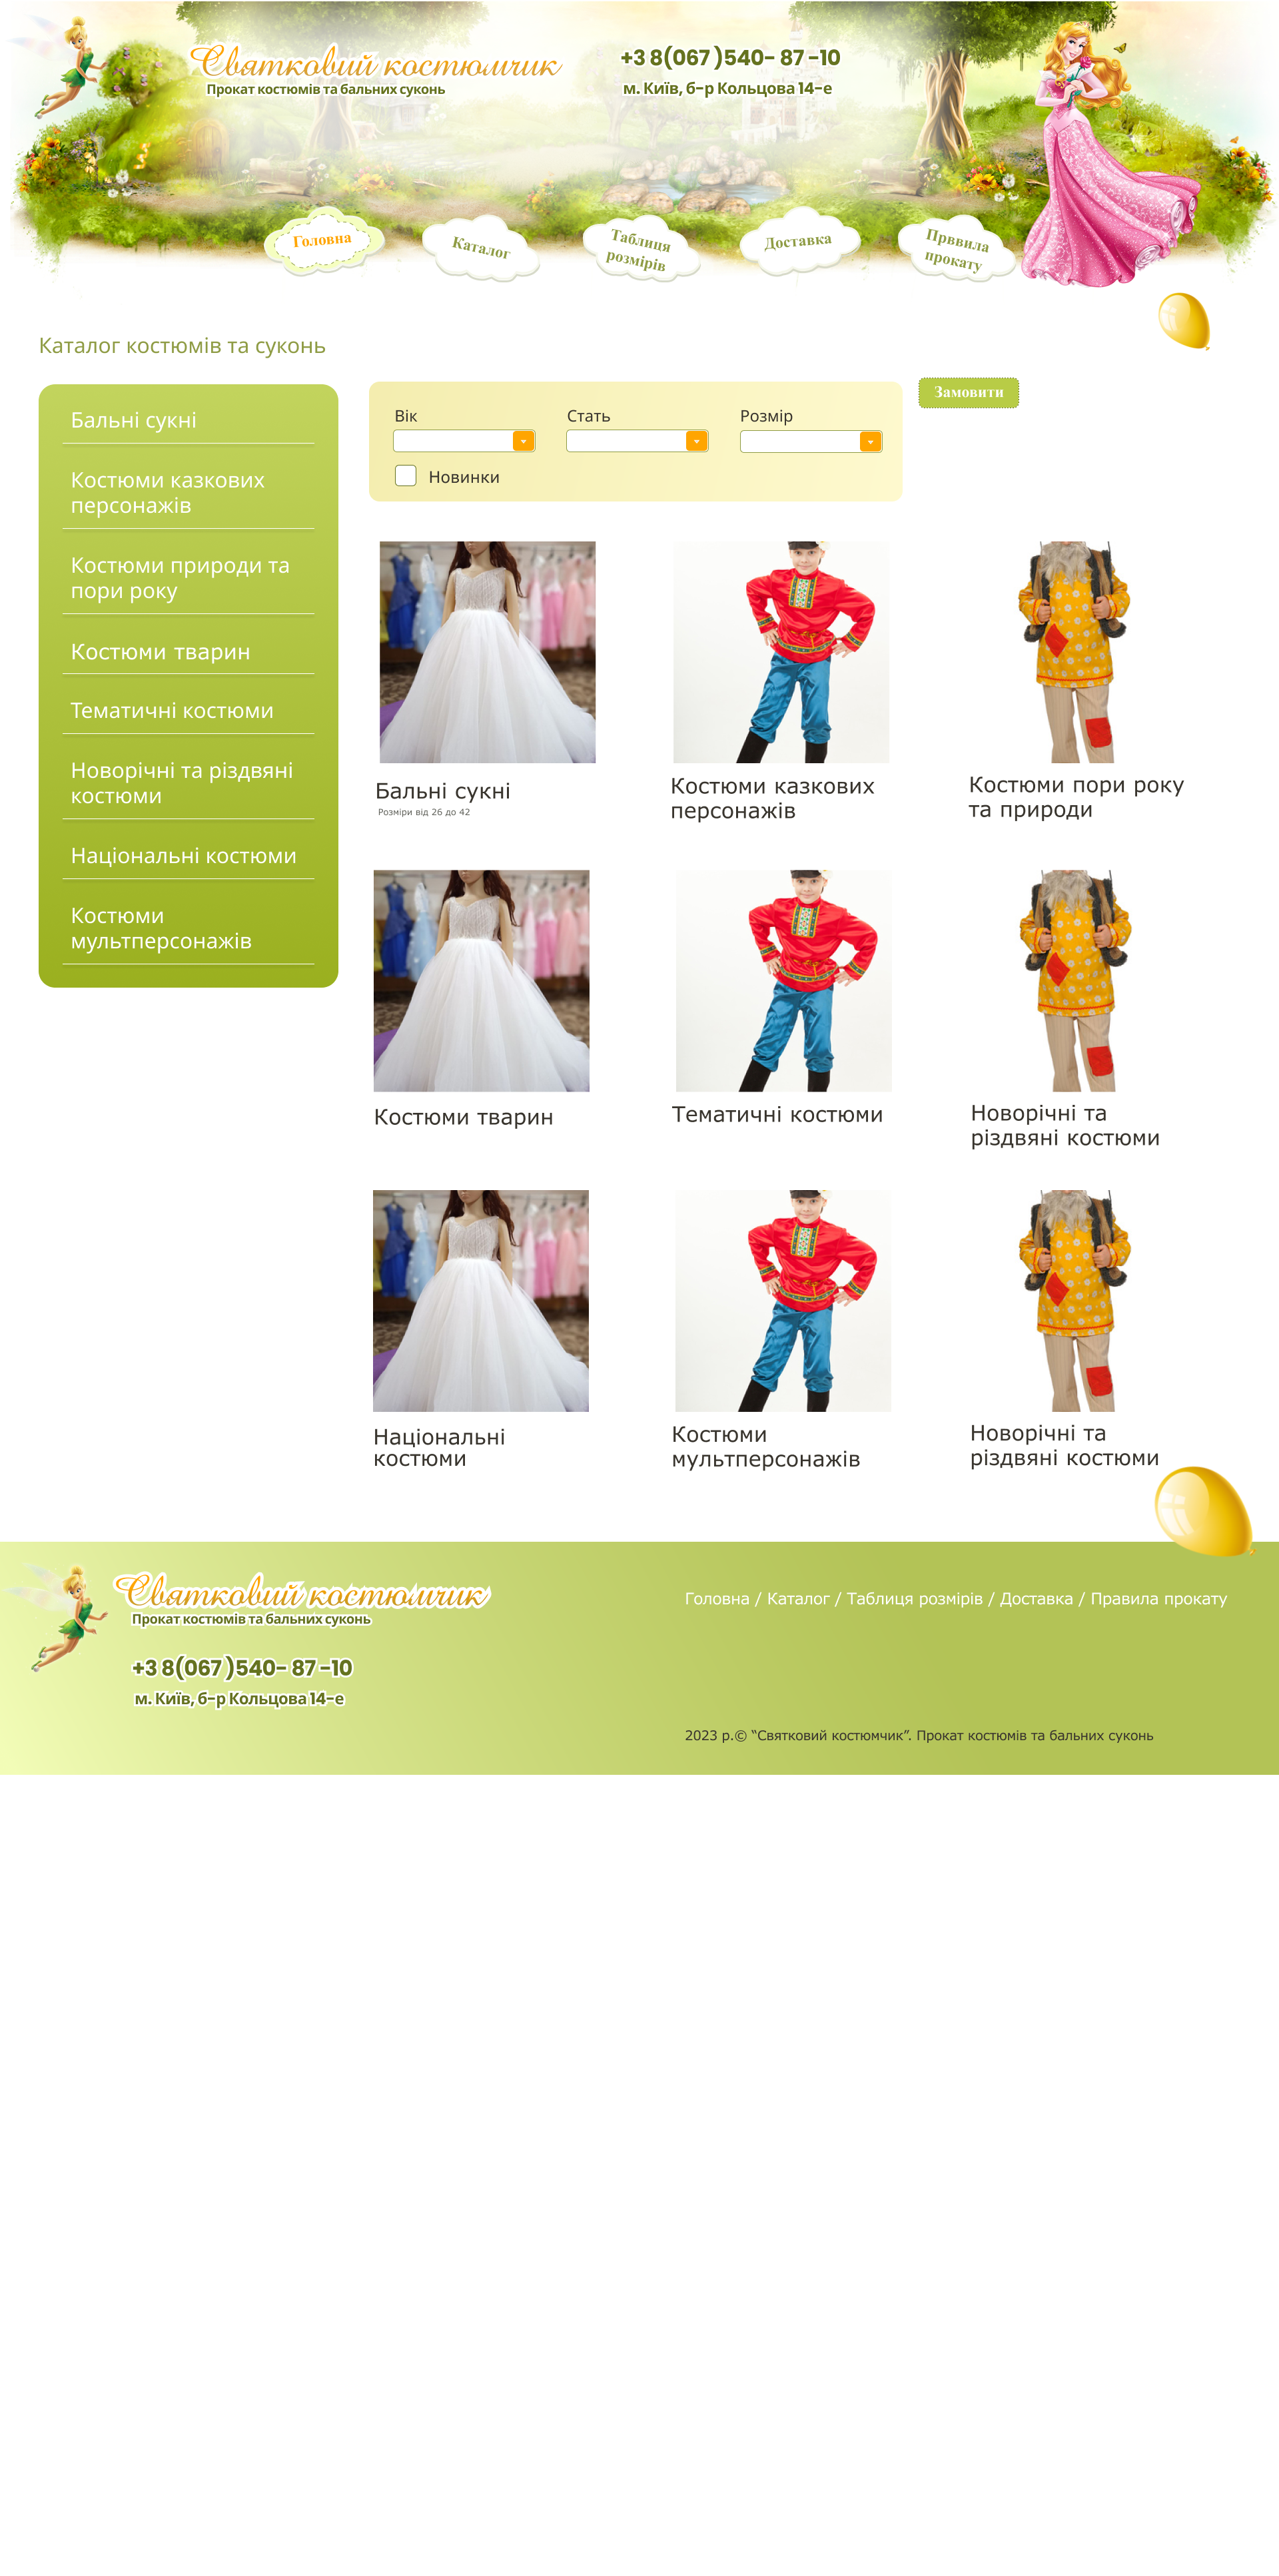 Святковий костюмчик
Прокат костюмів та бальних суконь
+3 8(067 )540- 87 -10
м. Київ, б-р Кольцова 14-е
Головна
Каталог
Таблиця
розмірів
Доставка
Прввила
прокату
Каталог костюмів та суконь
Бальні сукні
Костюми казкових
персонажів
Костюми природи та
пори року
Костюми тварин
Тематичні костюми
Новорічні та різдвяні
костюми
Національні костюми
Костюми
мультперсонажів
Вік
Стать
Розмір
Новинки
Замовити
Бальні сукні
Розміри від 26 до 42
Костюми казкових
персонажів
Костюми пори року
та природи
Костюми тварин
Тематичні костюми
Новорічні та
різдвяні костюми
Національні
костюми
Костюми
мультперсонажів
Новорічні та
різдвяні костюми
Святковий костюмчик
Прокат костюмів та бальних суконь
+3 8(067 )540- 87 -10
м. Київ, б-р Кольцова 14-е
Головна / Каталог / Таблиця розмірів / Доставка / Правила прокату
2023 р.© “Святковий костюмчик”. Прокат костюмів та бальних суконь